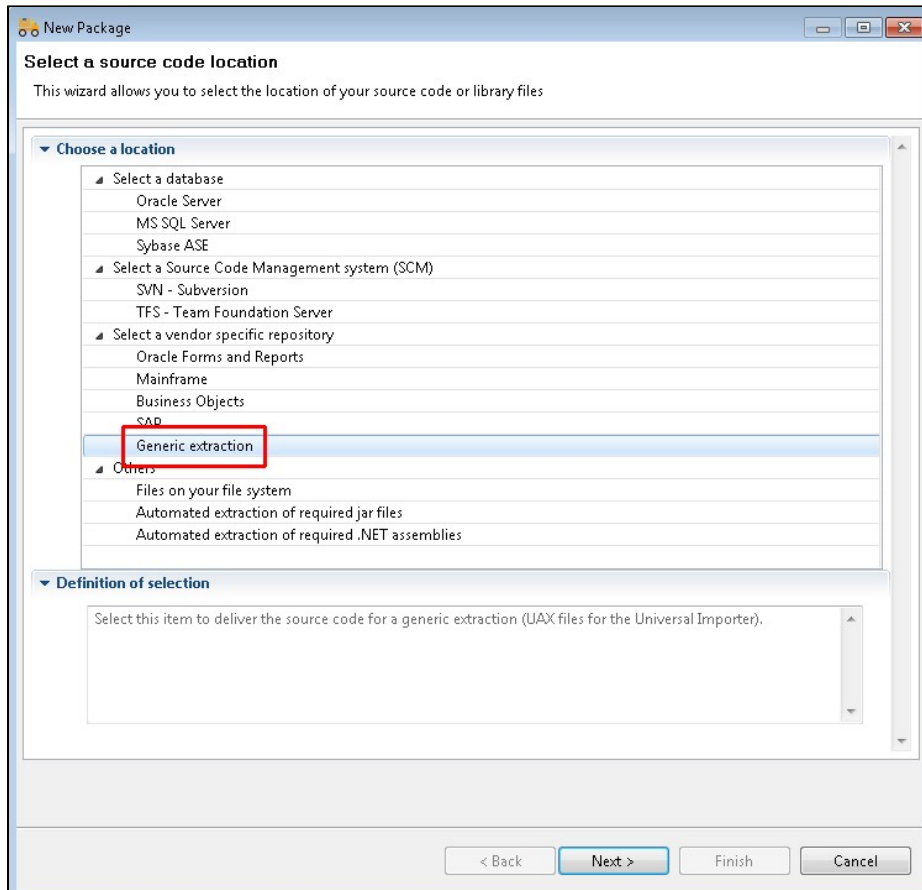 New Package
Select a source code location
This wizard allows you to select the location of your source code or library files
Choose a location
Select a database
Oracle Server
MS SQL Server
Sybase ASE
Select a Source Code Management system (SCM)
SVN - Subversion
TFS - Team Foundation Server
Select a vendor specific repository
Oracle Forms and Reports
Mainframe
Business Objects
SAP
Generic extraction
Others
Files on your file system
Automated extraction of required jar files
Automated extraction of required .NET assemblies
Definition of selection
Select this item to deliver the source code for a generic extraction (UAX files for the Universal Importer).
< Back Next > Finish Cancel